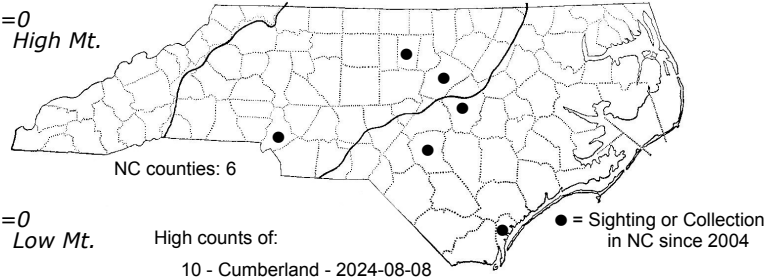 =0
High Mt.
NC counties: 6
=0
Low Mt.
High counts of:
10 - Cumberland - 2024-08-08
● = Sighting or Collection
in NC since 2004